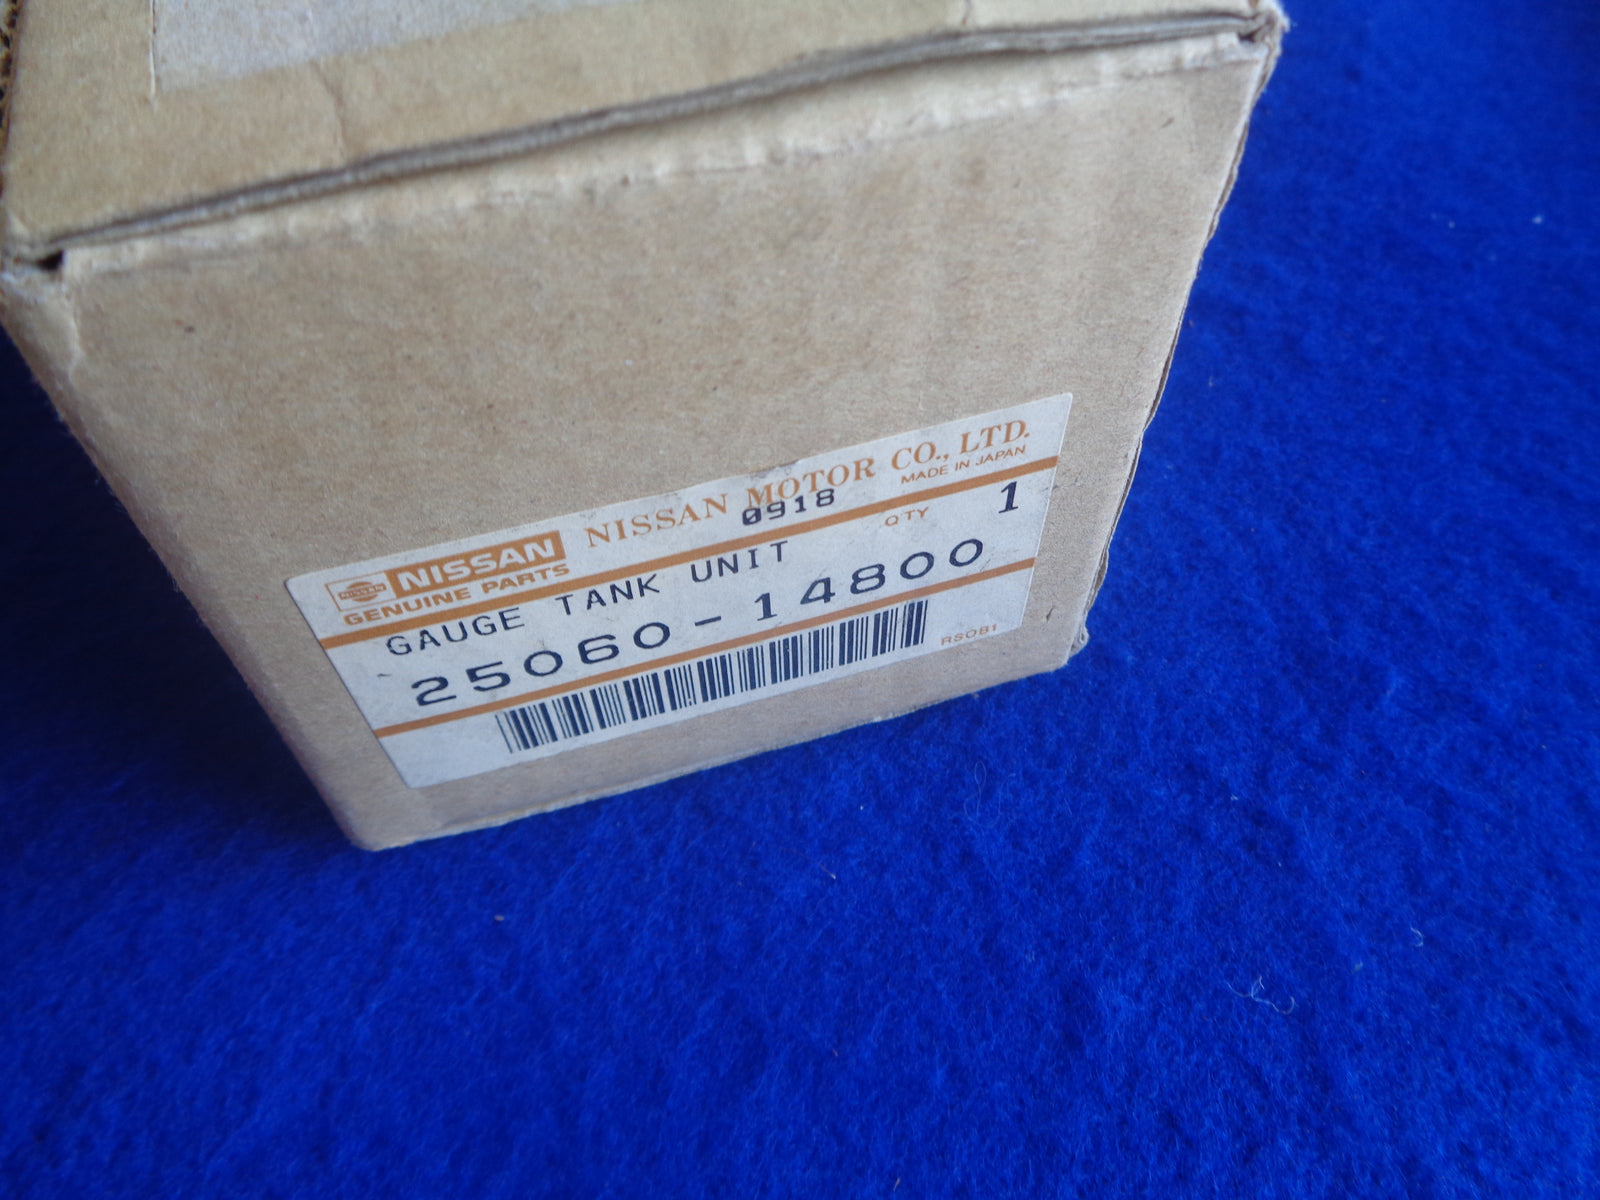 NISSAN NISSAN NISSAN MOTOR CO., LTD.
GENUINE PARTS 0918 MADE IN JAPAN
GAUGE TANK UNIT QTY 1
25060-14800
RS081